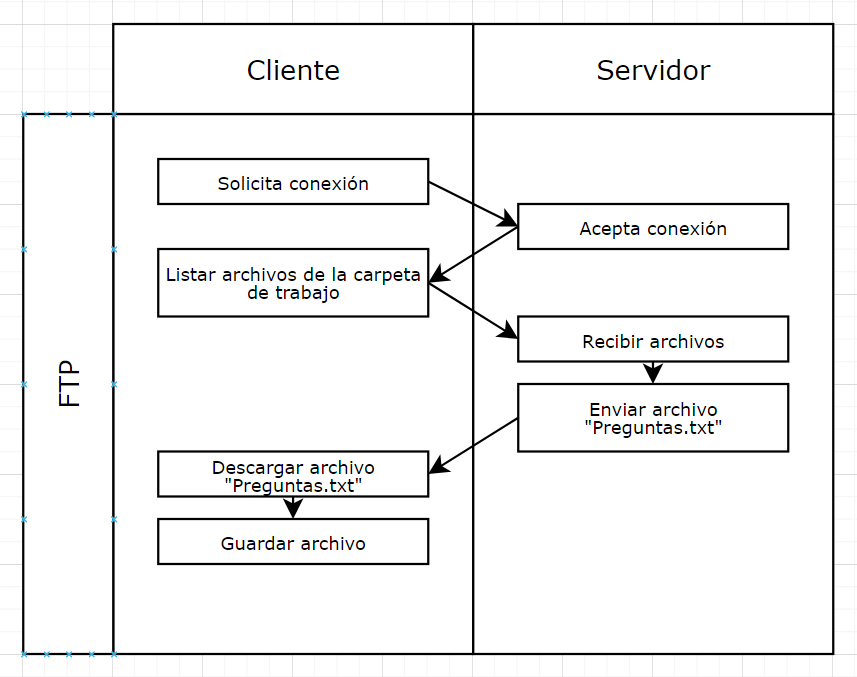 Cliente
Servidor
FTP
Solicita conexión
Acepta conexión
Listar archivos de la carpeta
de trabajo
Recibir archivos
Enviar archivo
"Preguntas.txt"
Descargar archivo
"Preguntas.txt"
Guardar archivo